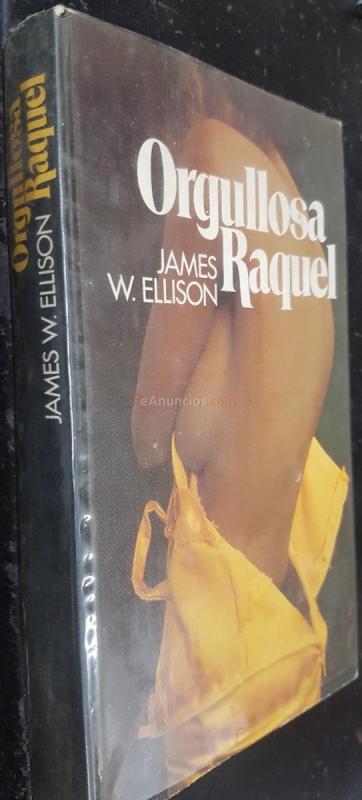 Orgullosa
Raquel
JAMES W. ELLISON
Orgullosa
JAMES
W. ELLISON
Raquel
eAnuncios.com